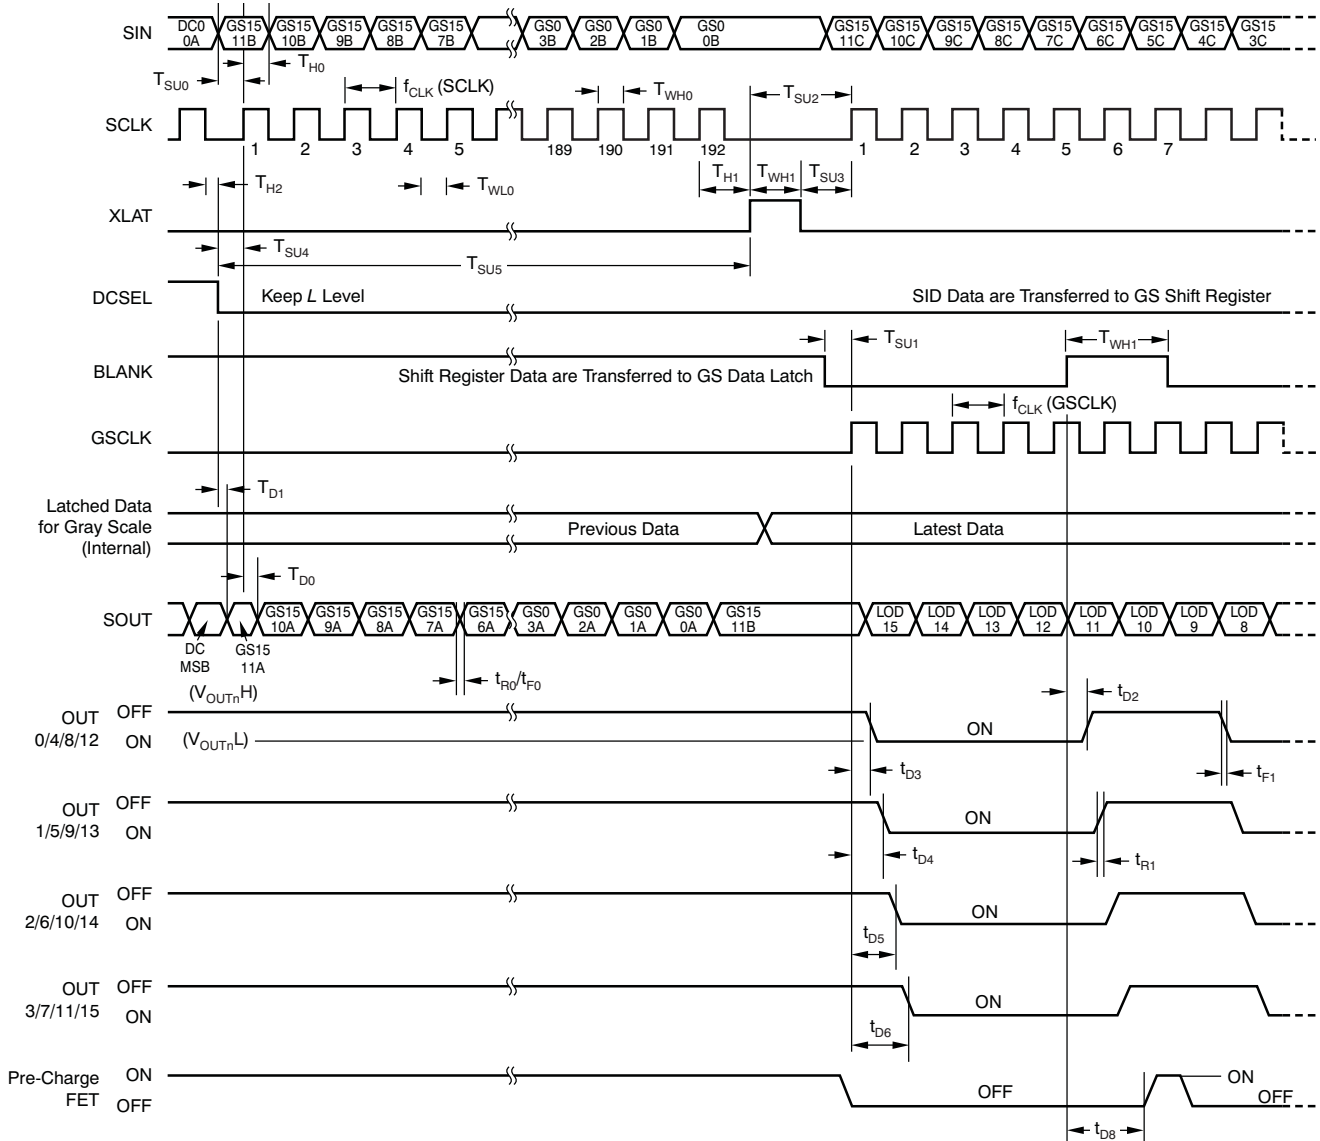 SIN
DC0 0A
GS15 11B
GS15 10B
GS15 9B
GS15 8B
GS15 7B
GS0 3B
GS0 2B
GS0 1B
GS0 0B
GS15 11C
GS15 10C
GS15 9C
GS15 8C
GS15 7C
GS15 6C
GS15 5C
GS15 4C
GS15 3C
TSU0
TH0
fCLK (SCLK)
TWH0
TSU2
SCLK
1 2 3 4 5 189 190 191 192 1 2 3 4 5 6 7
TH2
TWL0
TH1
TWH1
TSU3
XLAT
TSU4
TSU5
DCSEL
Keep L Level
SID Data are Transferred to GS Shift Register
TSU1
TWH1
BLANK
Shift Register Data are Transferred to GS Data Latch
fCLK (GSCLK)
GSCLK
TD1
Latched Data
for Gray Scale
(Internal)
Previous Data
Latest Data
TD0
SOUT
GS15 10A
GS15 9A
GS15 8A
GS15 7A
GS15 6A
GS0 3A
GS0 2A
GS0 1A
GS0 0A
GS15 11B
LOD 15
LOD 14
LOD 13
LOD 12
LOD 11
LOD 10
LOD 9
LOD 8
DC MSB
GS15 11A
tR0/tF0
(VOUTnH)
tD2
OUT
0/4/8/12
OFF
ON
(VOUTnL)
ON
tD3
tF1
OUT
1/5/9/13
OFF
ON
ON
tD4
tR1
OUT
2/6/10/14
OFF
ON
ON
tD5
OUT
3/7/11/15
OFF
ON
ON
tD6
Pre-Charge
FET
ON
OFF
OFF
ON
OFF
tD8